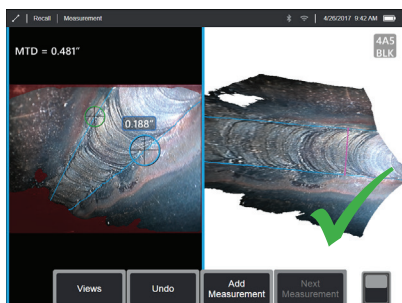 Recall | Measurement
4/26/2017 9:42 AM
MTD = 0.481"
4A5
BLK
0.188"
Views
Undo
Add
Measurement
Next
Measurement